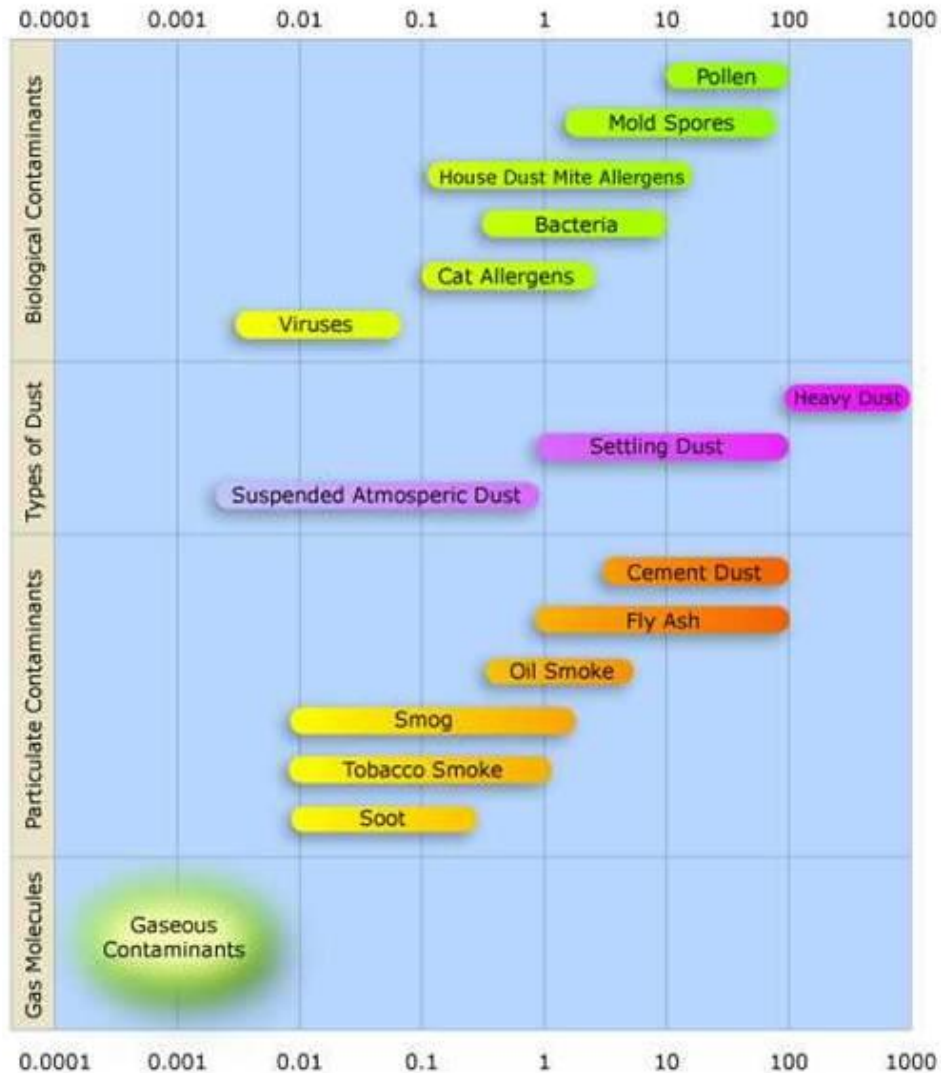 0.0001 0.001 0.01 0.1 1 10 100 1000
Biological Contaminants
Pollen
Mold Spores
House Dust Mite Allergens
Bacteria
Cat Allergens
Viruses
Types of Dust
Heavy Dust
Settling Dust
Suspended Atmosperic Dust
Particulate Contaminants
Cement Dust
Fly Ash
Oil Smoke
Smog
Tobacco Smoke
Soot
Gas Molecules
Gaseous
Contaminants
0.0001 0.001 0.01 0.1 1 10 100 1000